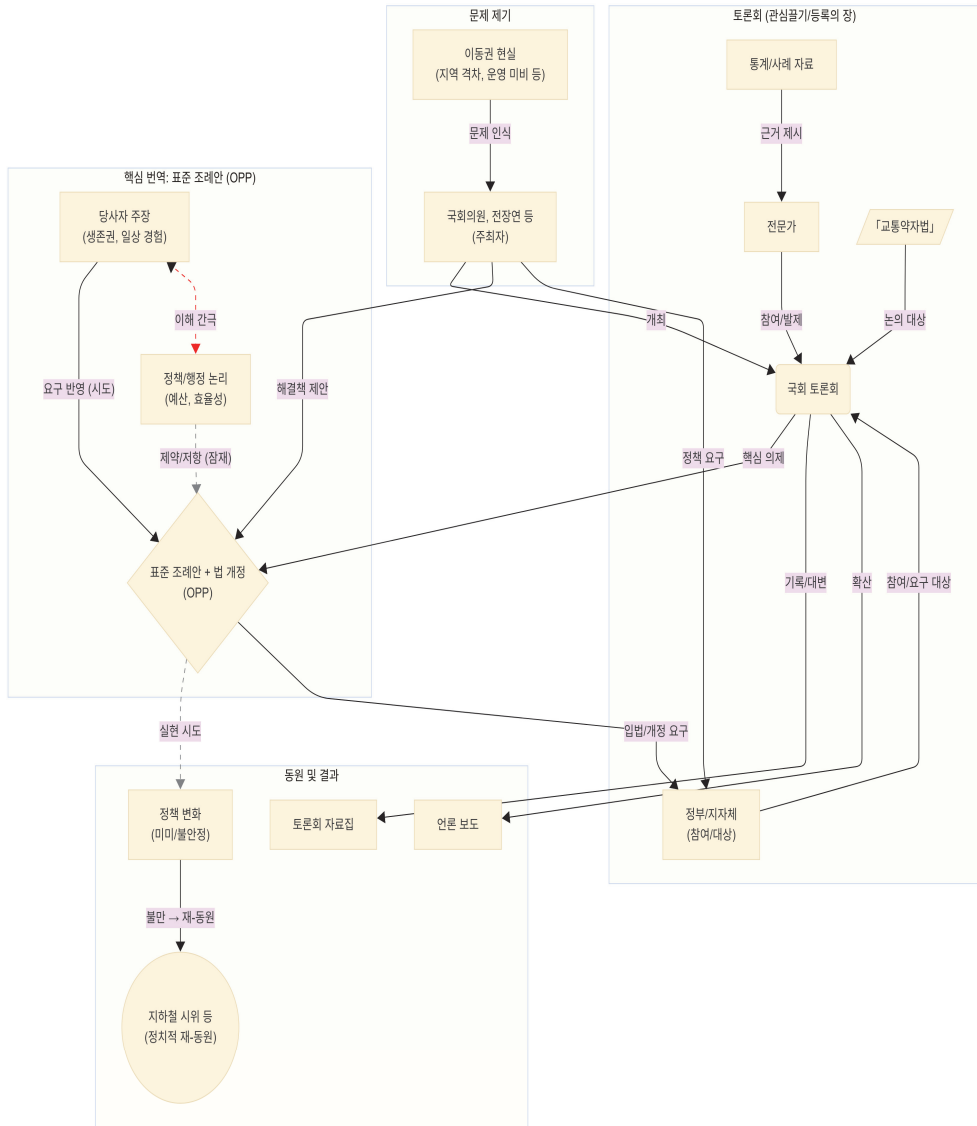 문제 제기
이동권 현실
(지역 격차, 운영 미비 등)
문제 인식
국회의원, 전장연 등
(주최자)
토론회 (관심끌기/등록의 장)
통계/사례 자료
근거 제시
전문가
「교통약자법」
개최
참여/발제
논의 대상
국회 토론회
핵심 번역: 표준 조례안 (OPP)
당사자 주장
(생존권, 일상 경험)
이해 간극
정책/행정 논리
(예산, 효율성)
요구 반영 (시도)
해결책 제안
제약/저항 (잠재)
정책 요구
핵심 의제
표준 조례안 + 법 개정
(OPP)
기록/대변
확산
참여/요구 대상
실현 시도
입법/개정 요구
동원 및 결과
정책 변화
(미미/불안정)
토론회 자료집
언론 보도
정부/지자체
(참여/대상)
불만 → 재-동원
지하철 시위 등
(정치적 재-동원)